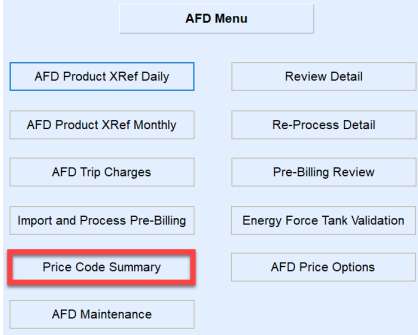 AFD Menu
AFD Product XRef Daily
Review Detail
AFD Product XRef Monthly
Re-Process Detail
AFD Trip Charges
Pre-Billing Review
Import and Process Pre-Billing
Energy Force Tank Validation
Price Code Summary
AFD Price Options
AFD Maintenance